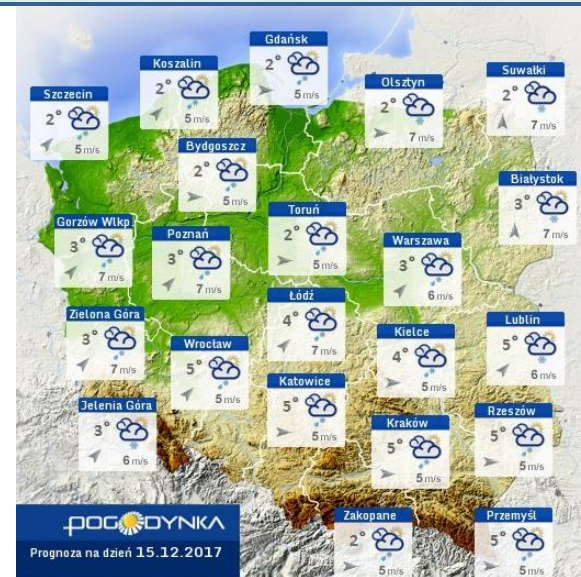 Gdańsk
2°
5 m/s
Koszalin
2°
5 m/s
Suwałki
2°
7 m/s
Olsztyn
2°
7 m/s
Szczecin
2°
5 m/s
Bydgoszcz
2°
5 m/s
Białystok
3°
7 m/s
Toruń
2°
5 m/s
Gorzów Wlkp
3°
7 m/s
Poznań
3°
7 m/s
Warszawa
3°
6 m/s
Łódź
4°
7 m/s
Zielona Góra
3°
7 m/s
Lublin
5°
6 m/s
Kielce
4°
5 m/s
Wrocław
5°
5 m/s
Katowice
5°
5 m/s
Jelenia Góra
3°
6 m/s
Rzeszów
5°
5 m/s
Kraków
5°
5 m/s
Zakopane
2°
5 m/s
Przemyśl
5°
5 m/s
POGODYNKA
Prognoza na dzień 15.12.2017